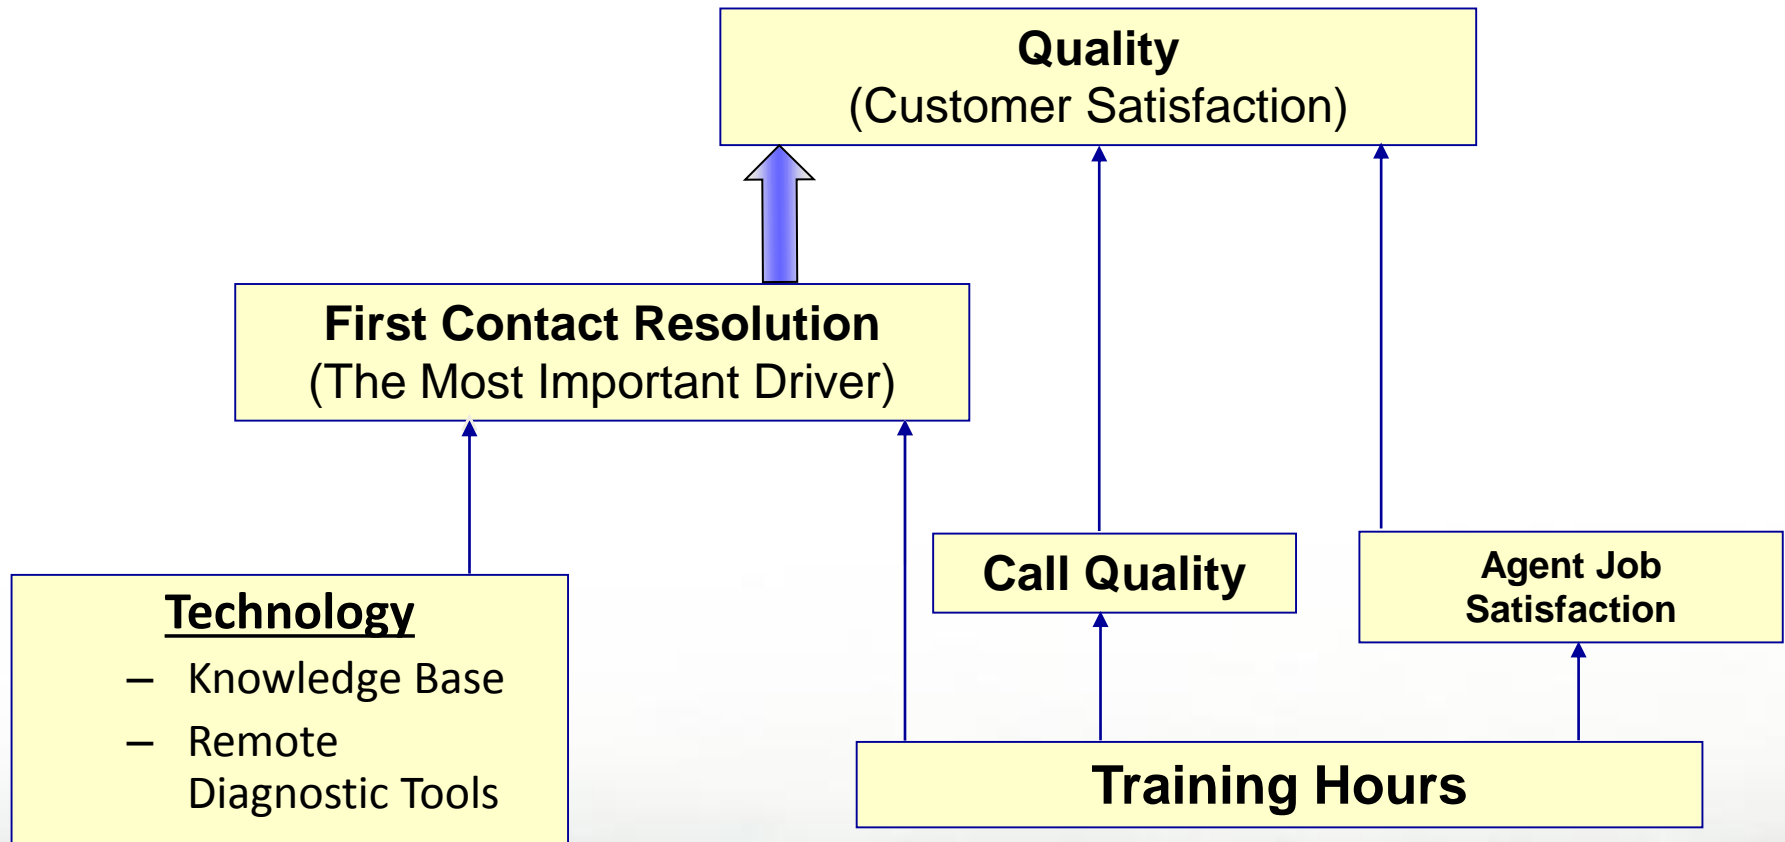 Quality
(Customer Satisfaction)
First Contact Resolution
(The Most Important Driver)
Call Quality
Agent Job
Satisfaction
Technology
– Knowledge Base
– Remote
Diagnostic Tools
Training Hours